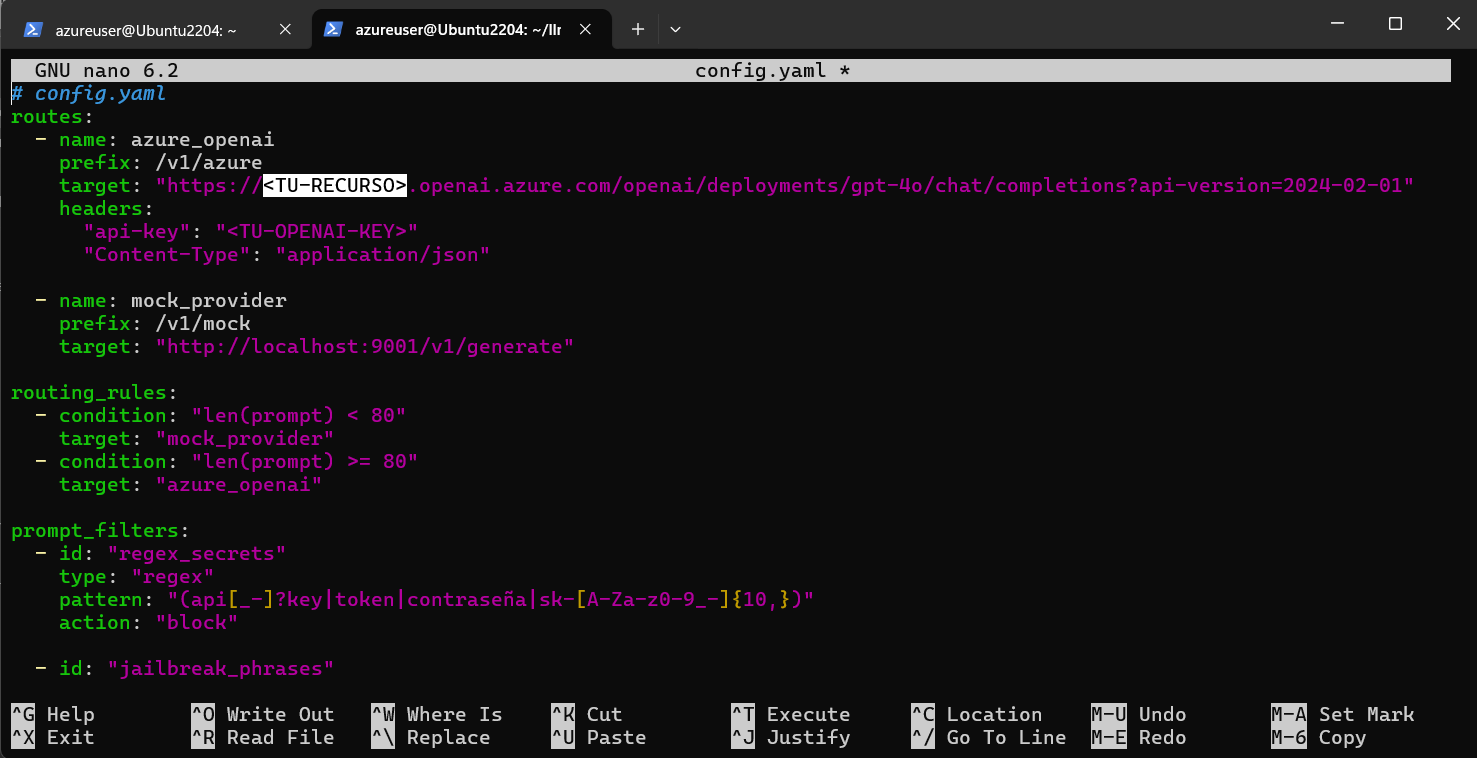 azureuser@Ubuntu2204: ~
azureuser@Ubuntu2204: ~/llr
GNU nano 6.2 config.yaml *
# config.yaml
routes:
  - name: azure_openai
    prefix: /v1/azure
    target: "https://<TU-RECURSO>.openai.azure.com/openai/deployments/gpt-4o/chat/completions?api-version=2024-02-01"
    headers:
      "api-key": "<TU-OPENAI-KEY>"
      "Content-Type": "application/json"

  - name: mock_provider
    prefix: /v1/mock
    target: "http://localhost:9001/v1/generate"

routing_rules:
  - condition: "len(prompt) < 80"
    target: "mock_provider"
  - condition: "len(prompt) >= 80"
    target: "azure_openai"

prompt_filters:
  - id: "regex_secrets"
    type: "regex"
    pattern: "(api[_-]?key|token|contraseña|sk-[A-Za-z0-9_-]{10,})"
    action: "block"

  - id: "jailbreak_phrases"
^G Help ^O Write Out ^W Where Is ^K Cut ^T Execute ^C Location M-U Undo M-A Set Mark
^X Exit ^R Read File ^\ Replace ^U Paste ^J Justify ^/ Go To Line M-E Redo M-6 Copy